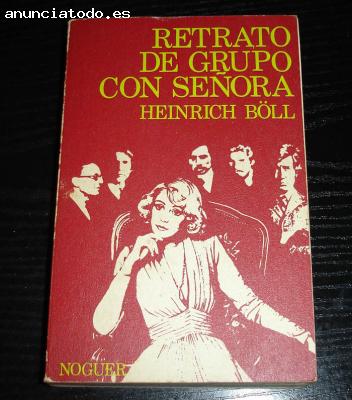 anunciatodo.es
RETRATO
DE GRUPO
CON SEÑORA
HEINRICH BÖLL
NOGUER